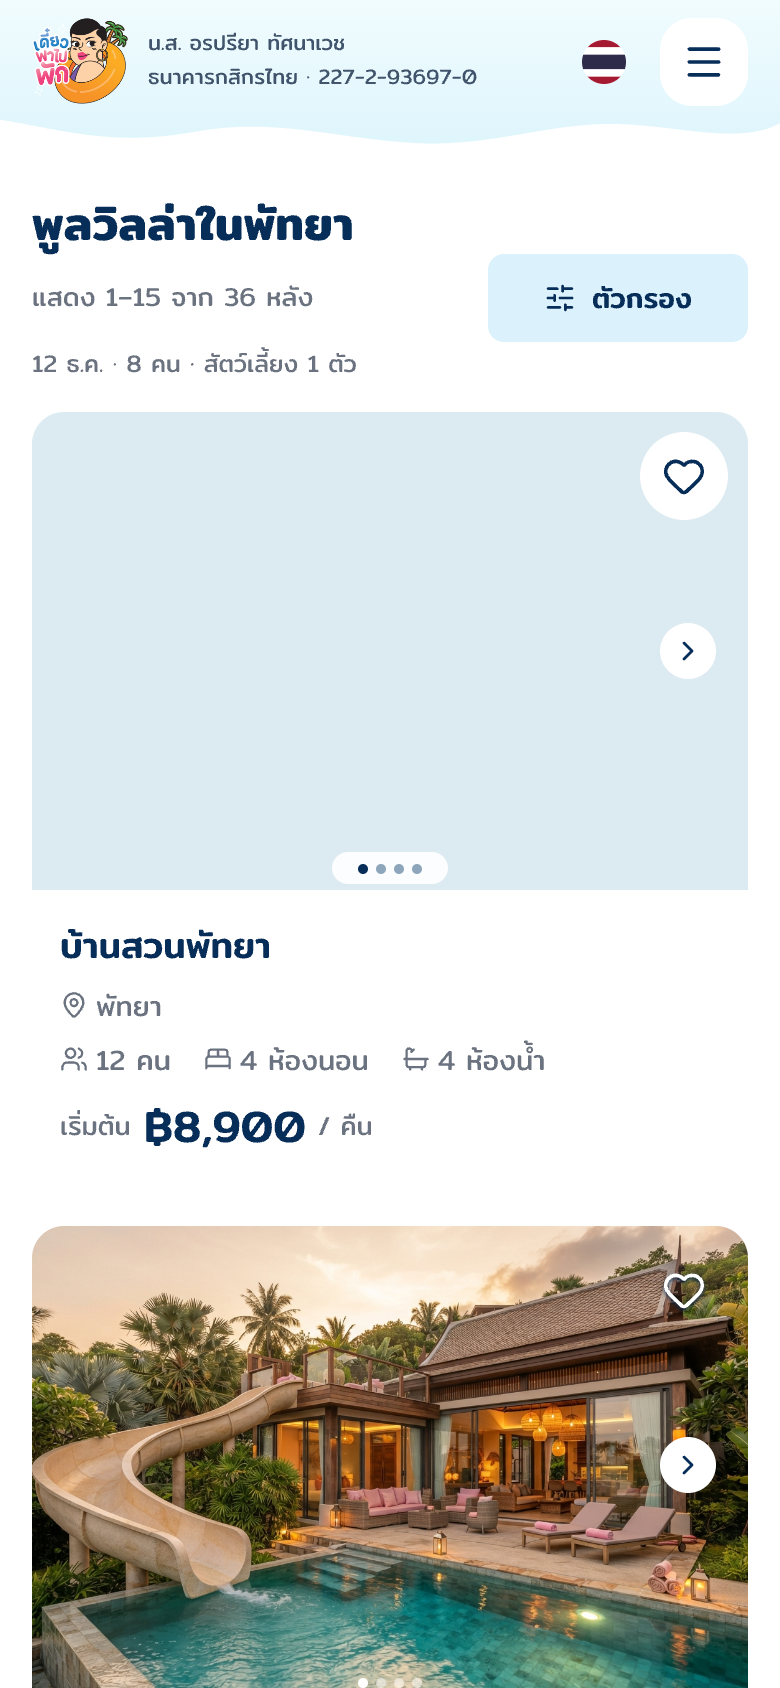 เดี่ยว
พาไป
พัก
น.ส. อรปรียา ทัศนาเวช
ธนาคารกสิกรไทย · 227-2-93697-0
พูลวิลล่าในพัทยา
แสดง 1–15 จาก 36 หลัง
ตัวกรอง
12 ธ.ค. · 8 คน · สัตว์เลี้ยง 1 ตัว
บ้านสวนพัทยา
พัทยา
12 คน 4 ห้องนอน 4 ห้องน้ำ
เริ่มต้น ฿8,900 / คืน